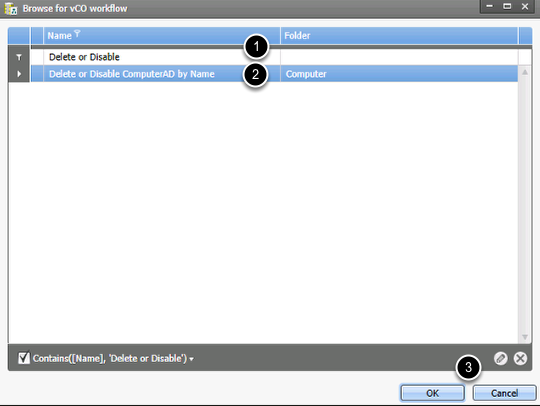 Browse for vCO workflow
Name Folder
1
Delete or Disable
2
Delete or Disable ComputerAD by Name Computer
Contains([Name], 'Delete or Disable')
3
OK Cancel